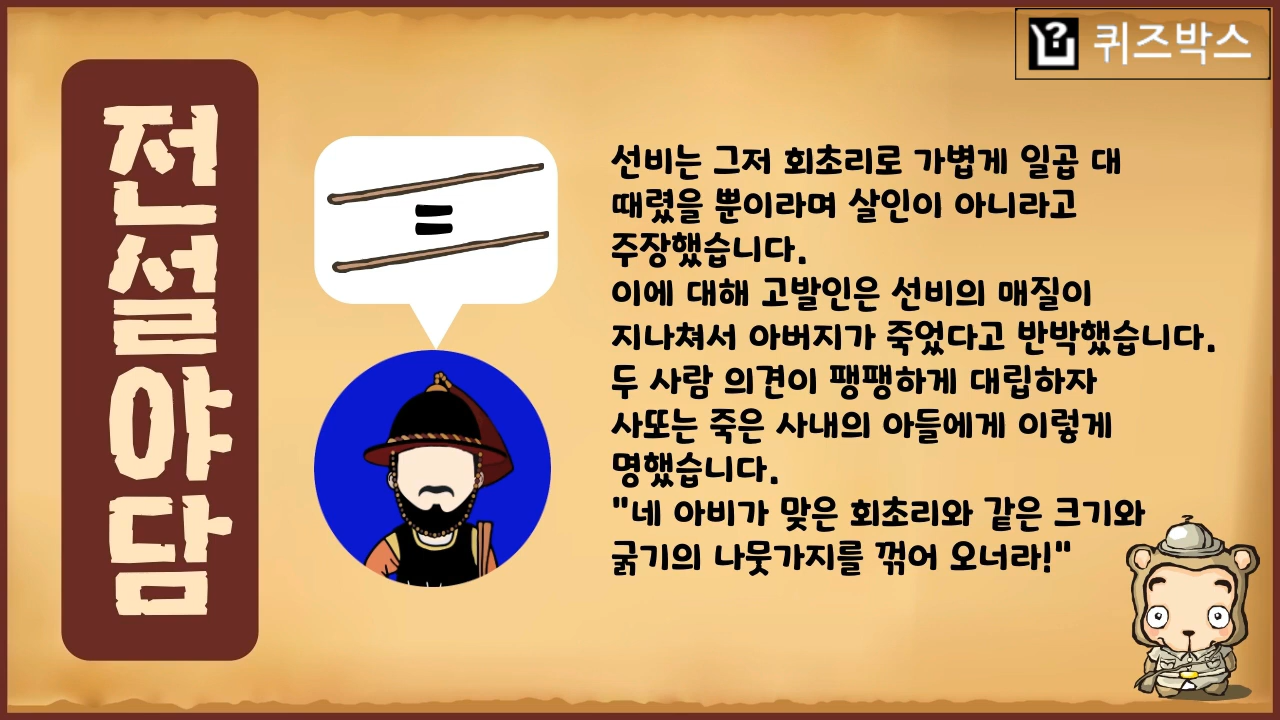 퀴즈박스
전설야담
선비는 그저 회초리로 가볍게 일곱 대
때렸을 뿐이라며 살인이 아니라고
주장했습니다.
이에 대해 고발인은 선비의 매질이
지나쳐서 아버지가 죽었다고 반박했습니다.
두 사람 의견이 팽팽하게 대립하자
사또는 죽은 사내의 아들에게 이렇게
명했습니다.
"네 아비가 맞은 회초리와 같은 크기와
굵기의 나뭇가지를 꺾어 오너라!"